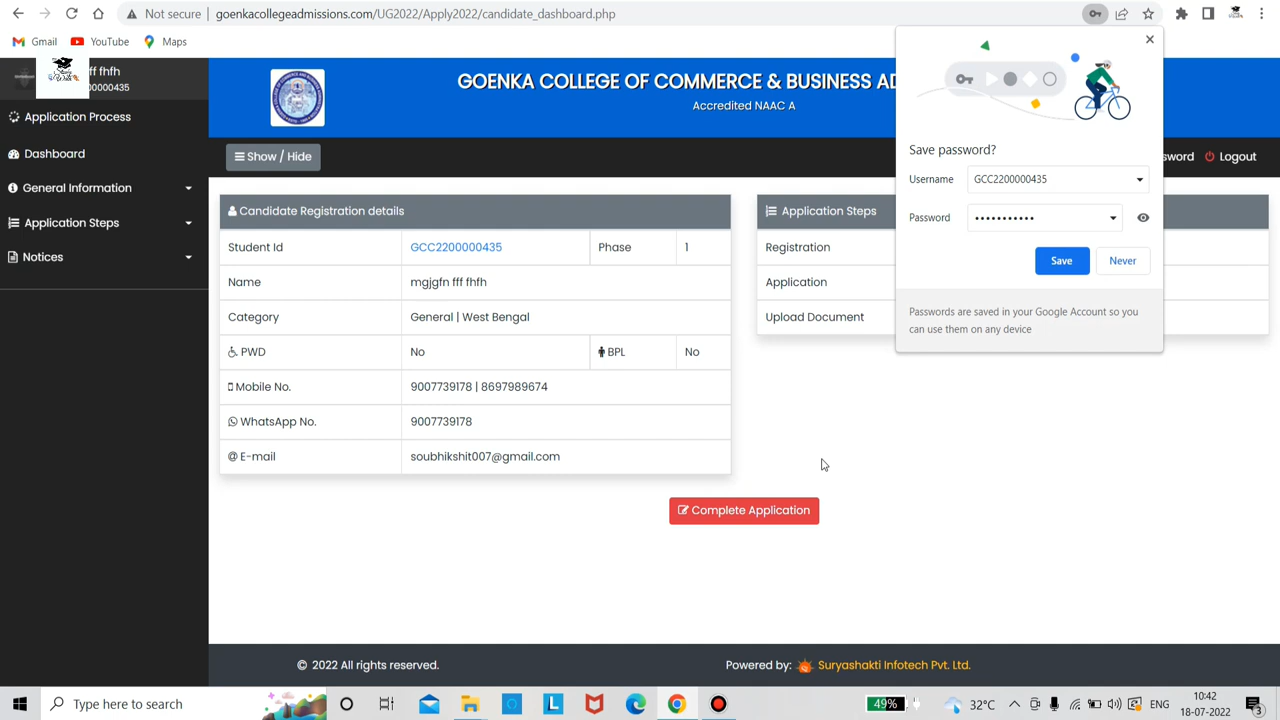 Not secure | goenkacollegeadmissions.com/UG2022/Apply2022/candidate_dashboard.php
Gmail YouTube Maps
ff fhfh
0000435
Application Process
Dashboard
General Information
Application Steps
Notices
GOENKA COLLEGE OF COMMERCE & BUSINESS AD
Accredited NAAC A
Show / Hide
sword Logout
Candidate Registration details
Student Id GCC2200000435 Phase 1
Name mgjgfn fff fhfh
Category General | West Bengal
PWD No BPL No
Mobile No. 9007739178 | 8697989674
WhatsApp No. 9007739178
E-mail soubhikshit007@gmail.com
Application Steps
Registration
Application
Upload Document
Save password?
Username GCC2200000435
Password •••••••••••
Save Never
Passwords are saved in your Google Account so you
can use them on any device
Complete Application
© 2022 All rights reserved.
Powered by: Suryashakti Infotech Pvt. Ltd.
Type here to search
49%
32°C
ENG
10:42
18-07-2022
3